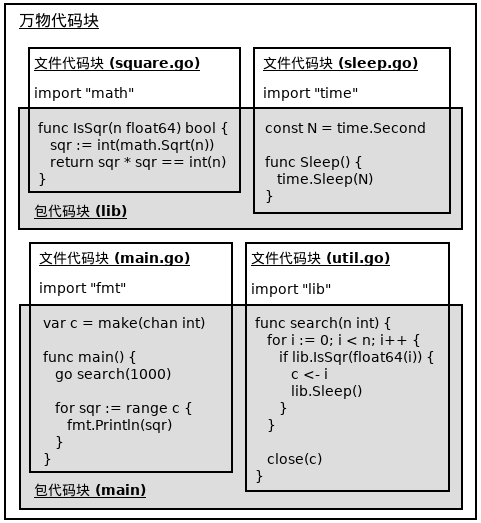 万物代码块
文件代码块 (square.go)
import "math"
func IsSqr(n float64) bool {
sqr := int(math.Sqrt(n))
return sqr * sqr == int(n)
}
文件代码块 (sleep.go)
import "time"
const N = time.Second
func Sleep() {
time.Sleep(N)
}
包代码块 (lib)
文件代码块 (main.go)
import "fmt"
var c = make(chan int)
func main() {
go search(1000)
for sqr := range c {
fmt.Println(sqr)
}
}
文件代码块 (util.go)
import "lib"
func search(n int) {
for i := 0; i < n; i++ {
if lib.IsSqr(float64(i)) {
c <- i
lib.Sleep()
}
}
close(c)
}
包代码块 (main)